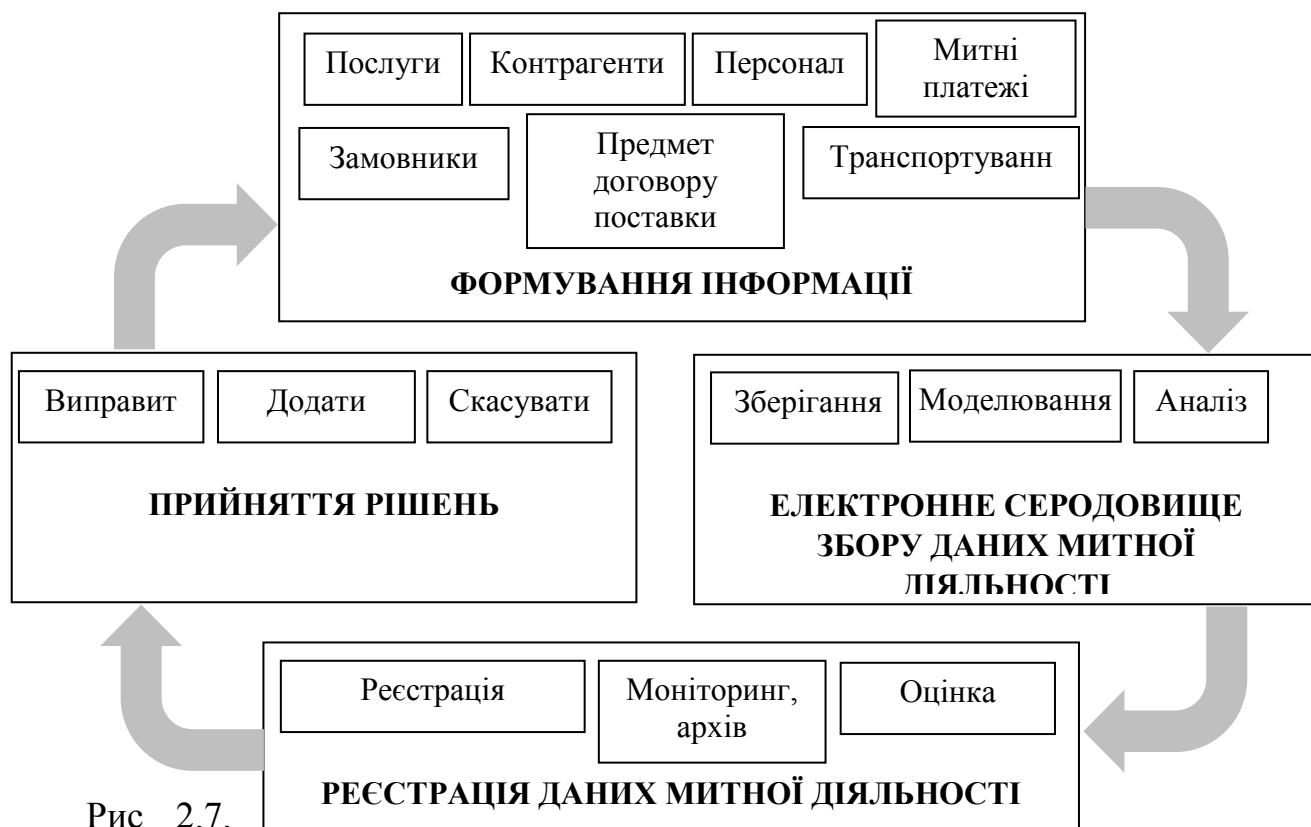 Послуги
Контрагенти
Персонал
Митні
платежі
Замовники
Предмет
договору
поставки
Транспортуванн
ФОРМУВАННЯ ІНФОРМАЦІЇ
Виправит
Додати
Скасувати
ПРИЙНЯТТЯ РІШЕНЬ
Зберігання
Моделювання
Аналіз
ЕЛЕКТРОННЕ СЕРОДОВИЩЕ
ЗБОРУ ДАНИХ МИТНОЇ
ДІЯЛЬНОСТІ
Реєстрація
Моніторинг,
архів
Оцінка
РЕЄСТРАЦІЯ ДАНИХ МИТНОЇ ДІЯЛЬНОСТІ
Рис 2.7.